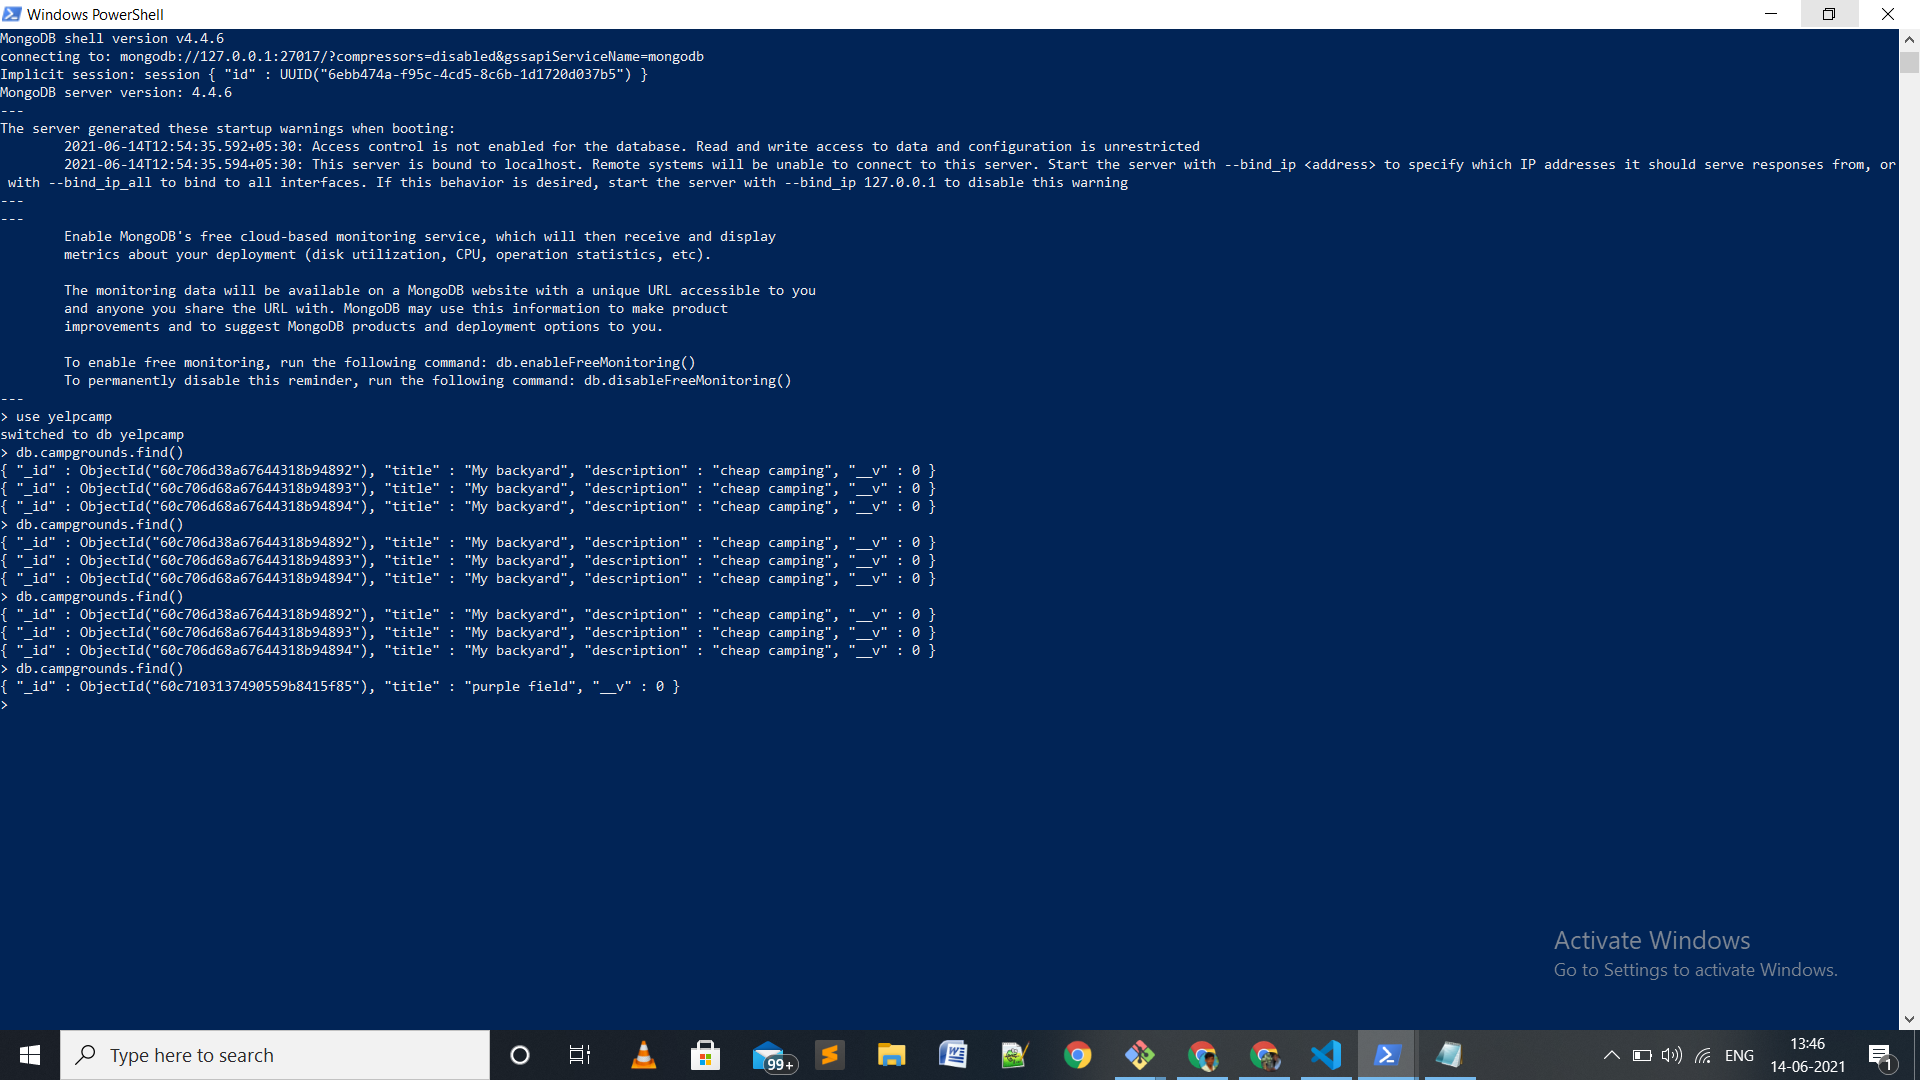 Windows PowerShell
MongoDB shell version v4.4.6
connecting to: mongodb://127.0.0.1:27017/?compressors=disabled&gssapiServiceName=mongodb
Implicit session: session { "id" : UUID("6ebb474a-f95c-4cd5-8c6b-1d1720d037b5") }
MongoDB server version: 4.4.6
---
The server generated these startup warnings when booting:
2021-06-14T12:54:35.592+05:30: Access control is not enabled for the database. Read and write access to data and configuration is unrestricted
2021-06-14T12:54:35.594+05:30: This server is bound to localhost. Remote systems will be unable to connect to this server. Start the server with --bind_ip <address> to specify which IP addresses it should serve responses from, or
with --bind_ip_all to bind to all interfaces. If this behavior is desired, start the server with --bind_ip 127.0.0.1 to disable this warning
---
---
Enable MongoDB's free cloud-based monitoring service, which will then receive and display
metrics about your deployment (disk utilization, CPU, operation statistics, etc).
The monitoring data will be available on a MongoDB website with a unique URL accessible to you
and anyone you share the URL with. MongoDB may use this information to make product
improvements and to suggest MongoDB products and deployment options to you.
To enable free monitoring, run the following command: db.enableFreeMonitoring()
To permanently disable this reminder, run the following command: db.disableFreeMonitoring()
---
> use yelpcamp
switched to db yelpcamp
> db.campgrounds.find()
{ "_id" : ObjectId("60c706d38a67644318b94892"), "title" : "My backyard", "description" : "cheap camping", "__v" : 0 }
{ "_id" : ObjectId("60c706d68a67644318b94893"), "title" : "My backyard", "description" : "cheap camping", "__v" : 0 }
{ "_id" : ObjectId("60c706d68a67644318b94894"), "title" : "My backyard", "description" : "cheap camping", "__v" : 0 }
> db.campgrounds.find()
{ "_id" : ObjectId("60c706d38a67644318b94892"), "title" : "My backyard", "description" : "cheap camping", "__v" : 0 }
{ "_id" : ObjectId("60c706d68a67644318b94893"), "title" : "My backyard", "description" : "cheap camping", "__v" : 0 }
{ "_id" : ObjectId("60c706d68a67644318b94894"), "title" : "My backyard", "description" : "cheap camping", "__v" : 0 }
> db.campgrounds.find()
{ "_id" : ObjectId("60c706d38a67644318b94892"), "title" : "My backyard", "description" : "cheap camping", "__v" : 0 }
{ "_id" : ObjectId("60c706d68a67644318b94893"), "title" : "My backyard", "description" : "cheap camping", "__v" : 0 }
{ "_id" : ObjectId("60c706d68a67644318b94894"), "title" : "My backyard", "description" : "cheap camping", "__v" : 0 }
> db.campgrounds.find()
{ "_id" : ObjectId("60c7103137490559b8415f85"), "title" : "purple field", "__v" : 0 }
>
Activate Windows
Go to Settings to activate Windows.
Type here to search
99+
ENG
13:46
14-06-2021
1